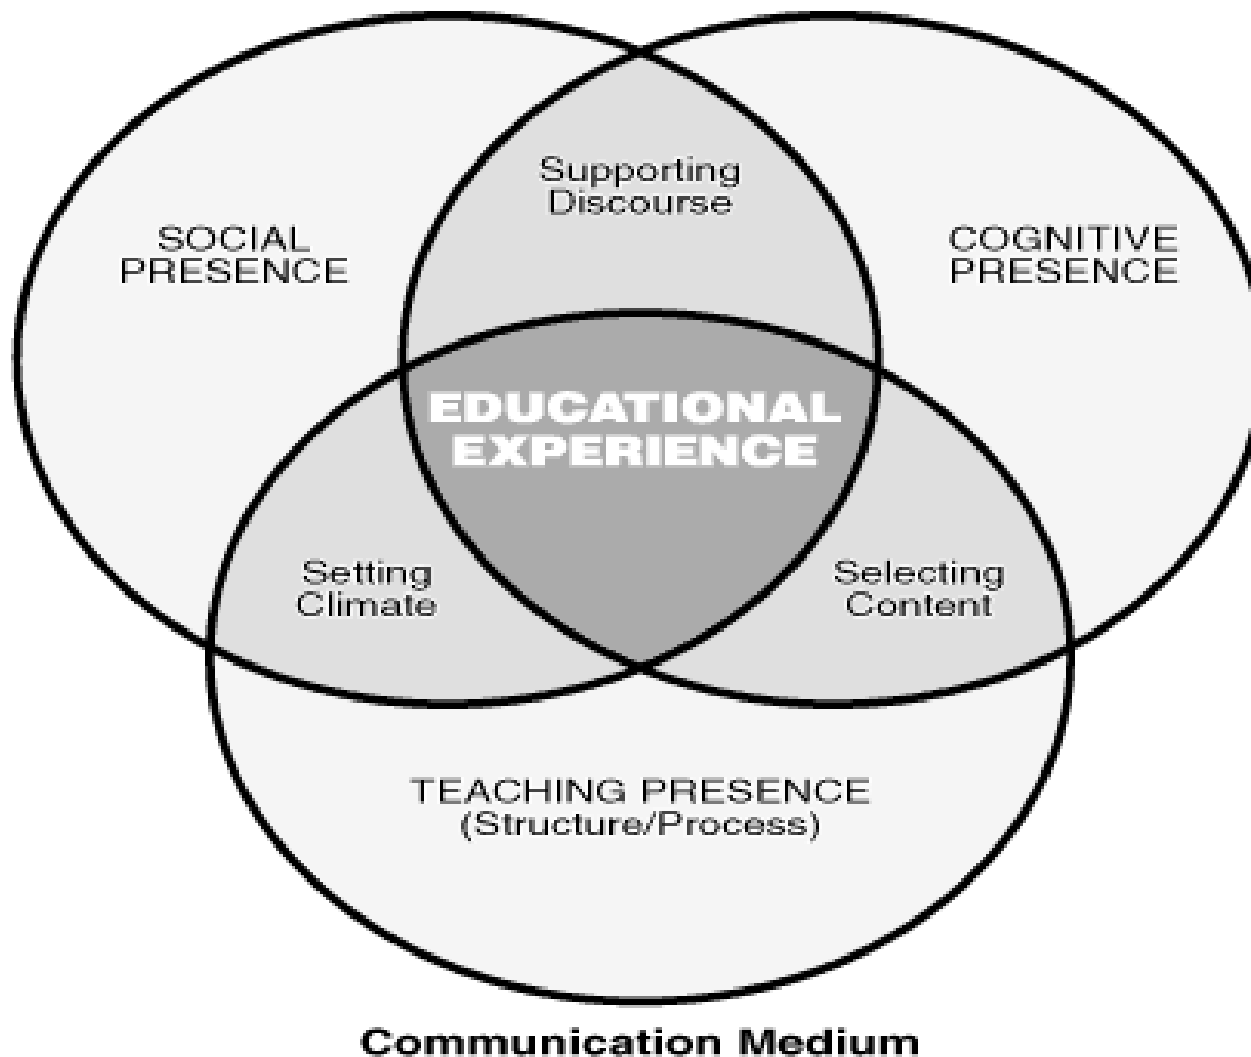 Supporting
Discourse
SOCIAL
PRESENCE
COGNITIVE
PRESENCE
EDUCATIONAL
EXPERIENCE
Setting
Climate
Selecting
Content
TEACHING PRESENCE
(Structure/Process)
Communication Medium